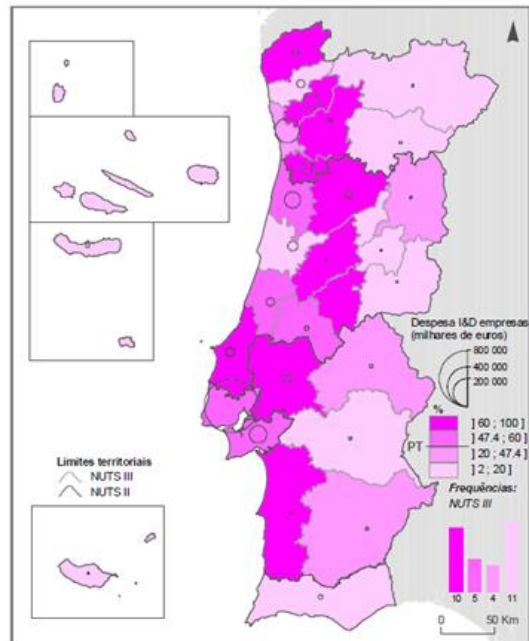 Despesa I&D empresas
(milhares de euros)
800 000
400 000
200 000
%
] 60 ; 100 ]
] 47.4 ; 60 ]
PT
] 20 ; 47.4 ]
] 2 ; 20 ]
Limites territoriais
NUTS III
NUTS II
Frequências:
NUTS III
10 5 4 11
0 50 Km